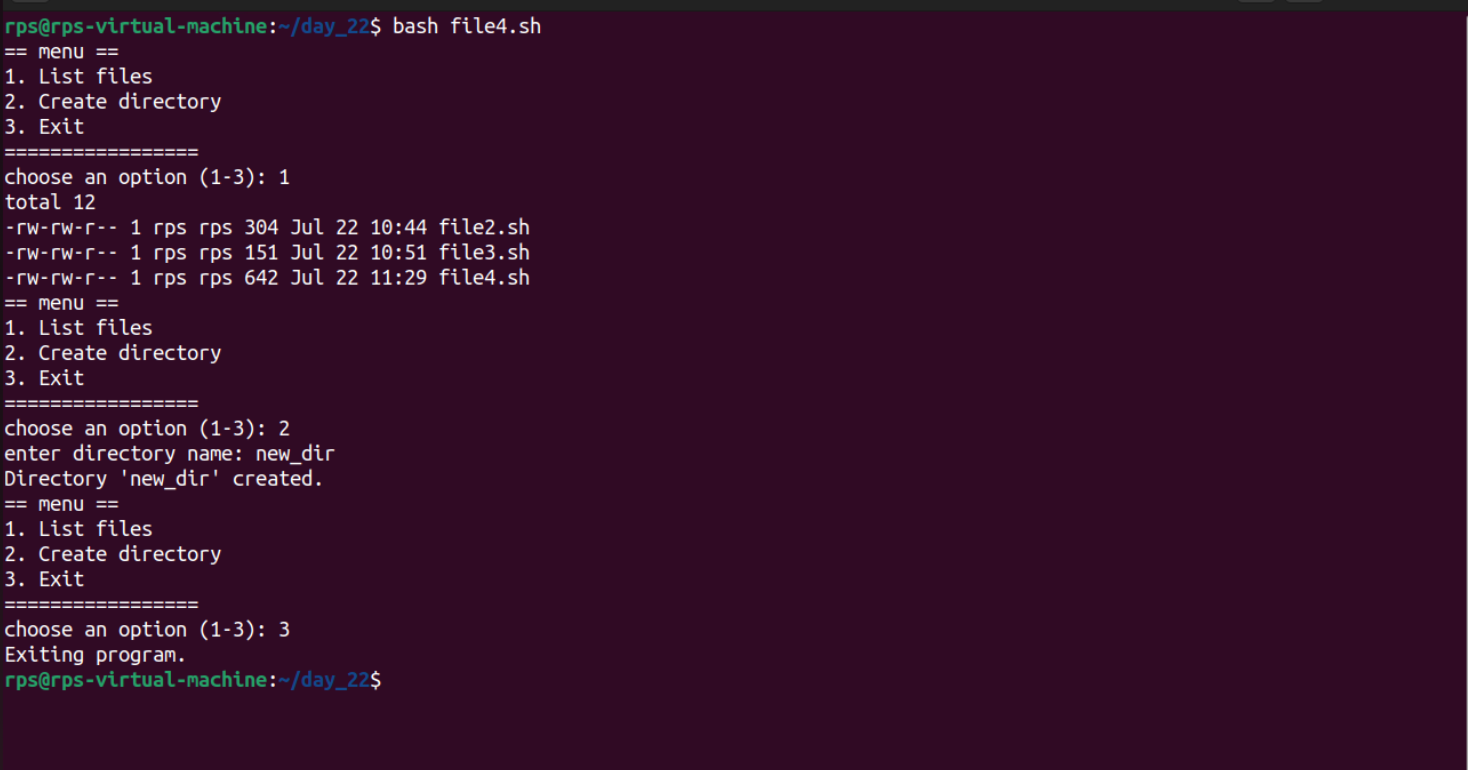 rps@rps-virtual-machine:~/day_22$ bash file4.sh
== menu ==
1. List files
2. Create directory
3. Exit
=================
choose an option (1-3): 1
total 12
-rw-rw-r-- 1 rps rps 304 Jul 22 10:44 file2.sh
-rw-rw-r-- 1 rps rps 151 Jul 22 10:51 file3.sh
-rw-rw-r-- 1 rps rps 642 Jul 22 11:29 file4.sh
== menu ==
1. List files
2. Create directory
3. Exit
=================
choose an option (1-3): 2
enter directory name: new_dir
Directory 'new_dir' created.
== menu ==
1. List files
2. Create directory
3. Exit
=================
choose an option (1-3): 3
Exiting program.
rps@rps-virtual-machine:~/day_22$